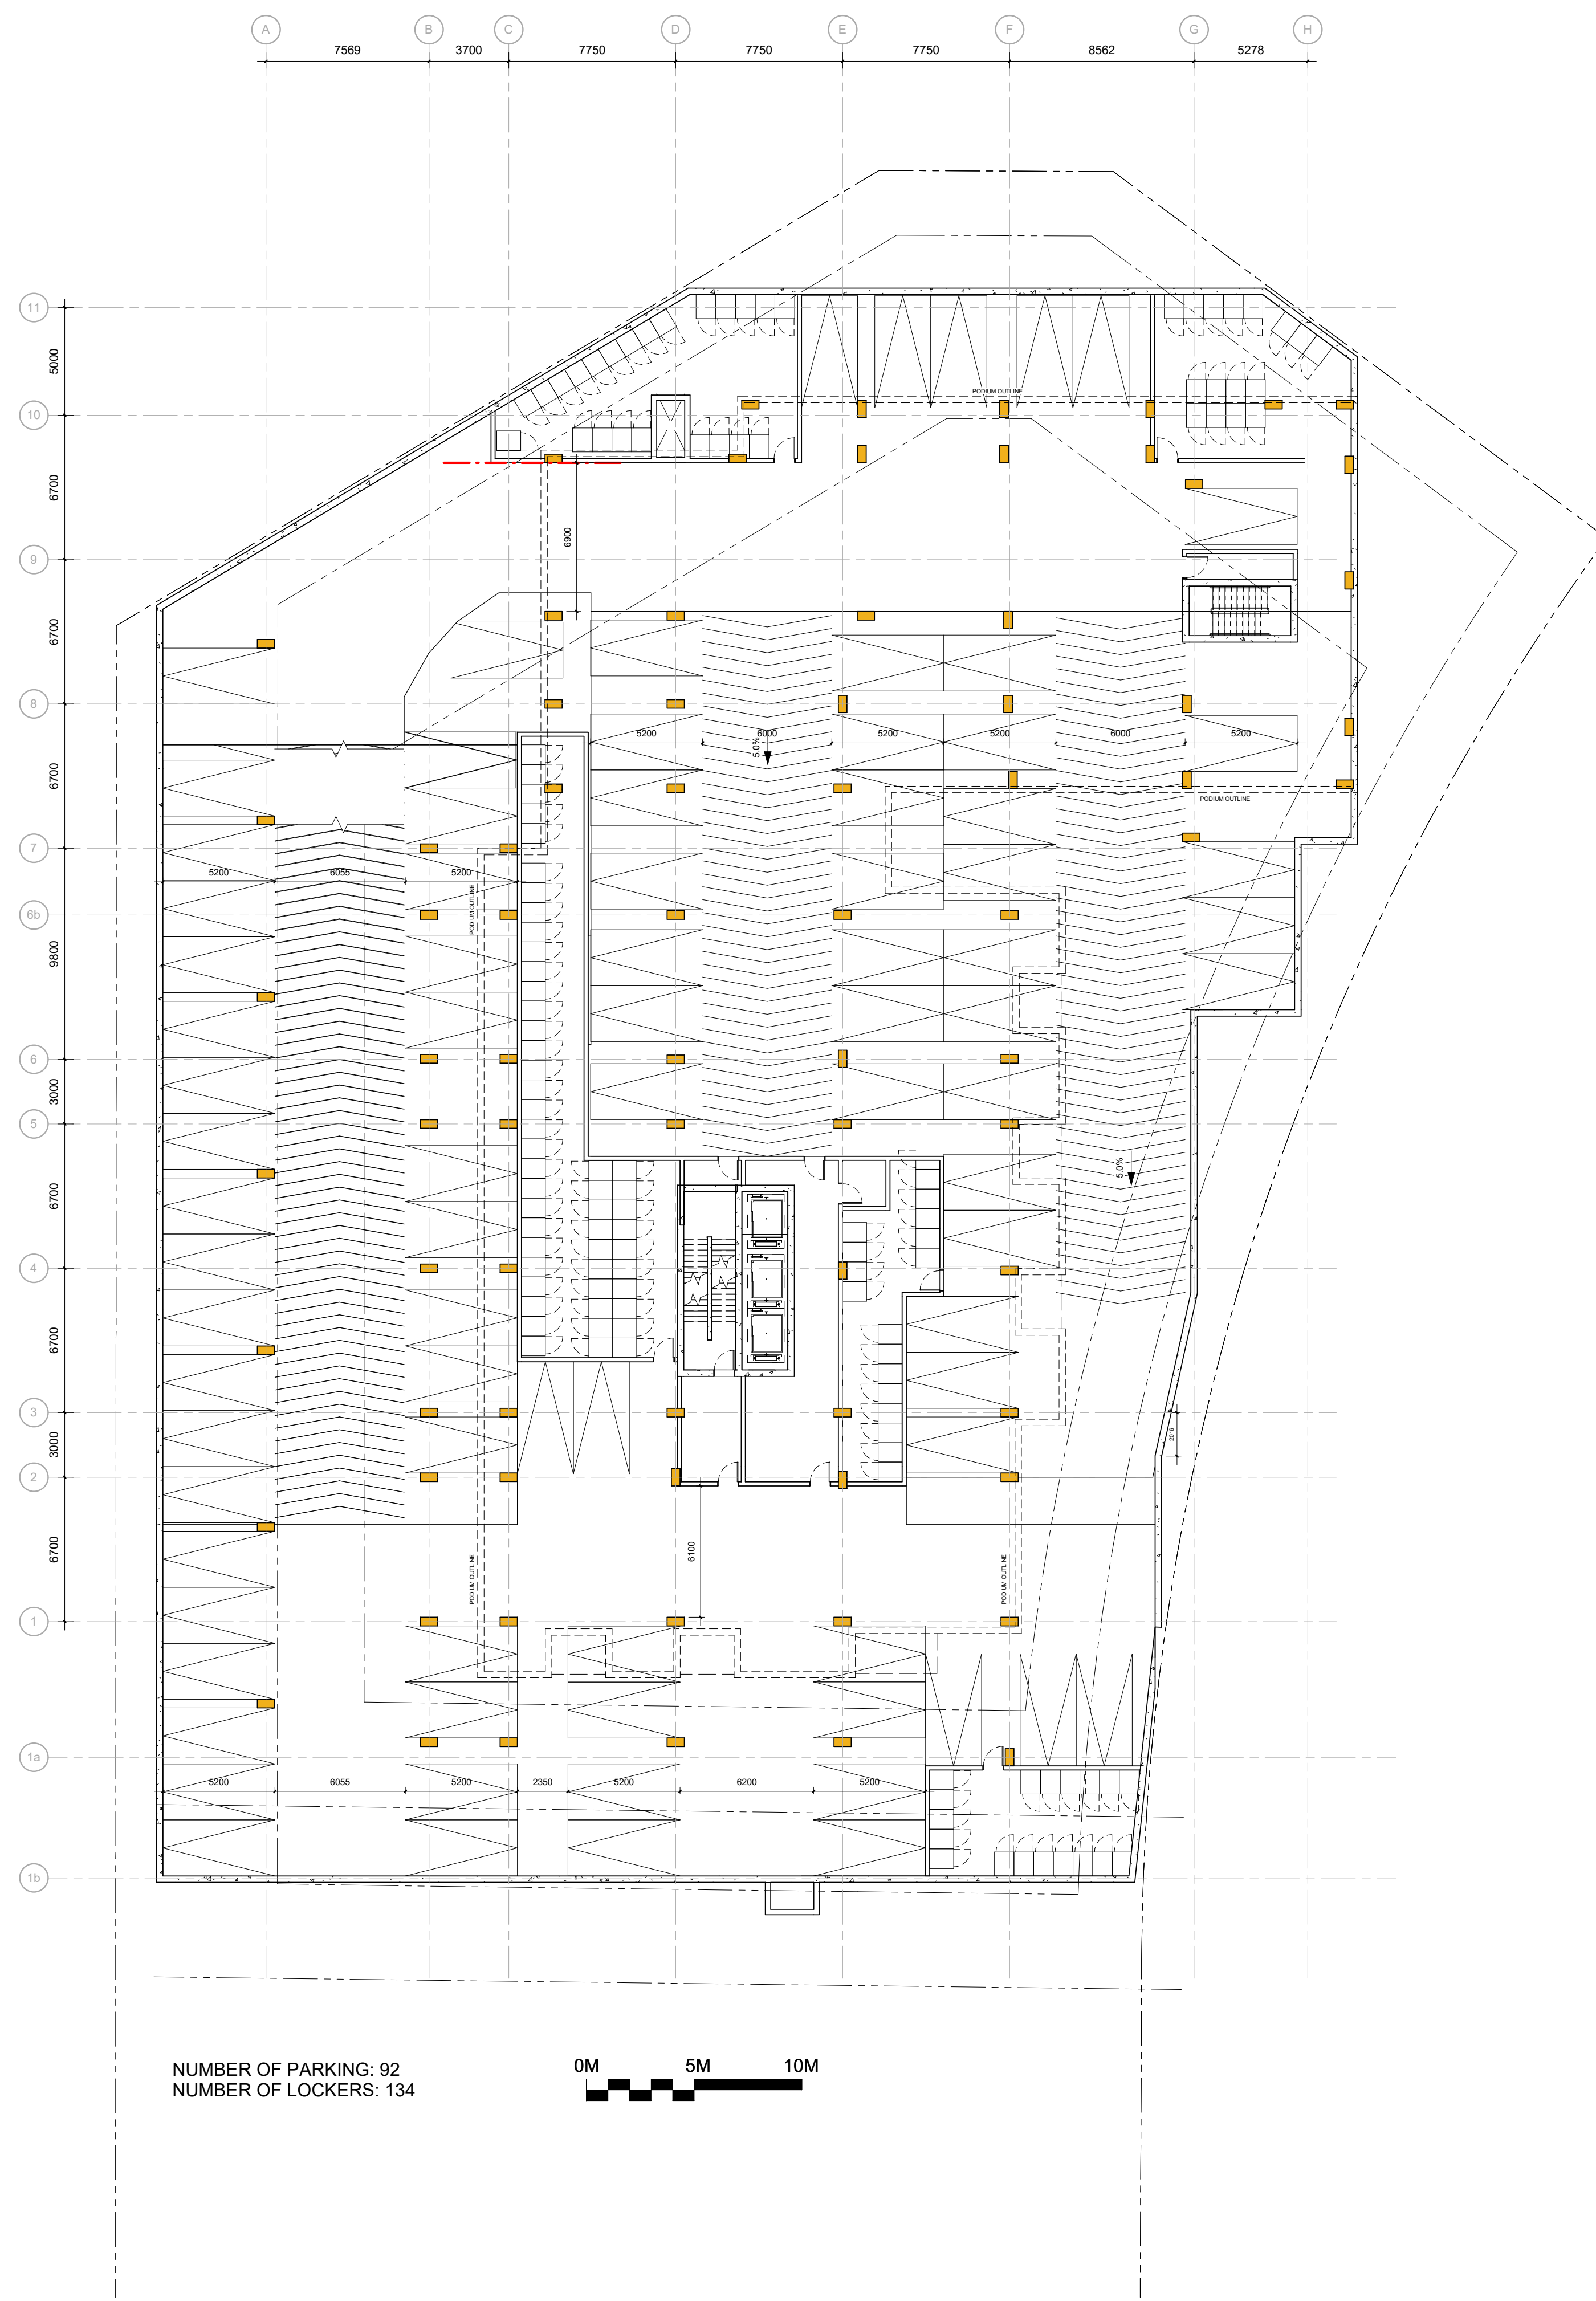 A B C D E F G H
7569 3700 7750 7750 7750 8562 5278
11
5000
10
PODIUM OUTLINE
6700
6900
9
6700
8
5200 6000 5200 5200 6000 5200
5.0%
6700
PODIUM OUTLINE
7
5200 6055 5200
PODIUM OUTLINE
6b
9800
6
3000
5
5.0%
6700
4
6700
3
2016
3000
2
6700
6100
PODIUM OUTLINE
PODIUM OUTLINE
1
1a
5200 6055 5200 2350 5200 6200 5200
1b
NUMBER OF PARKING: 92
NUMBER OF LOCKERS: 134
0M 5M 10M